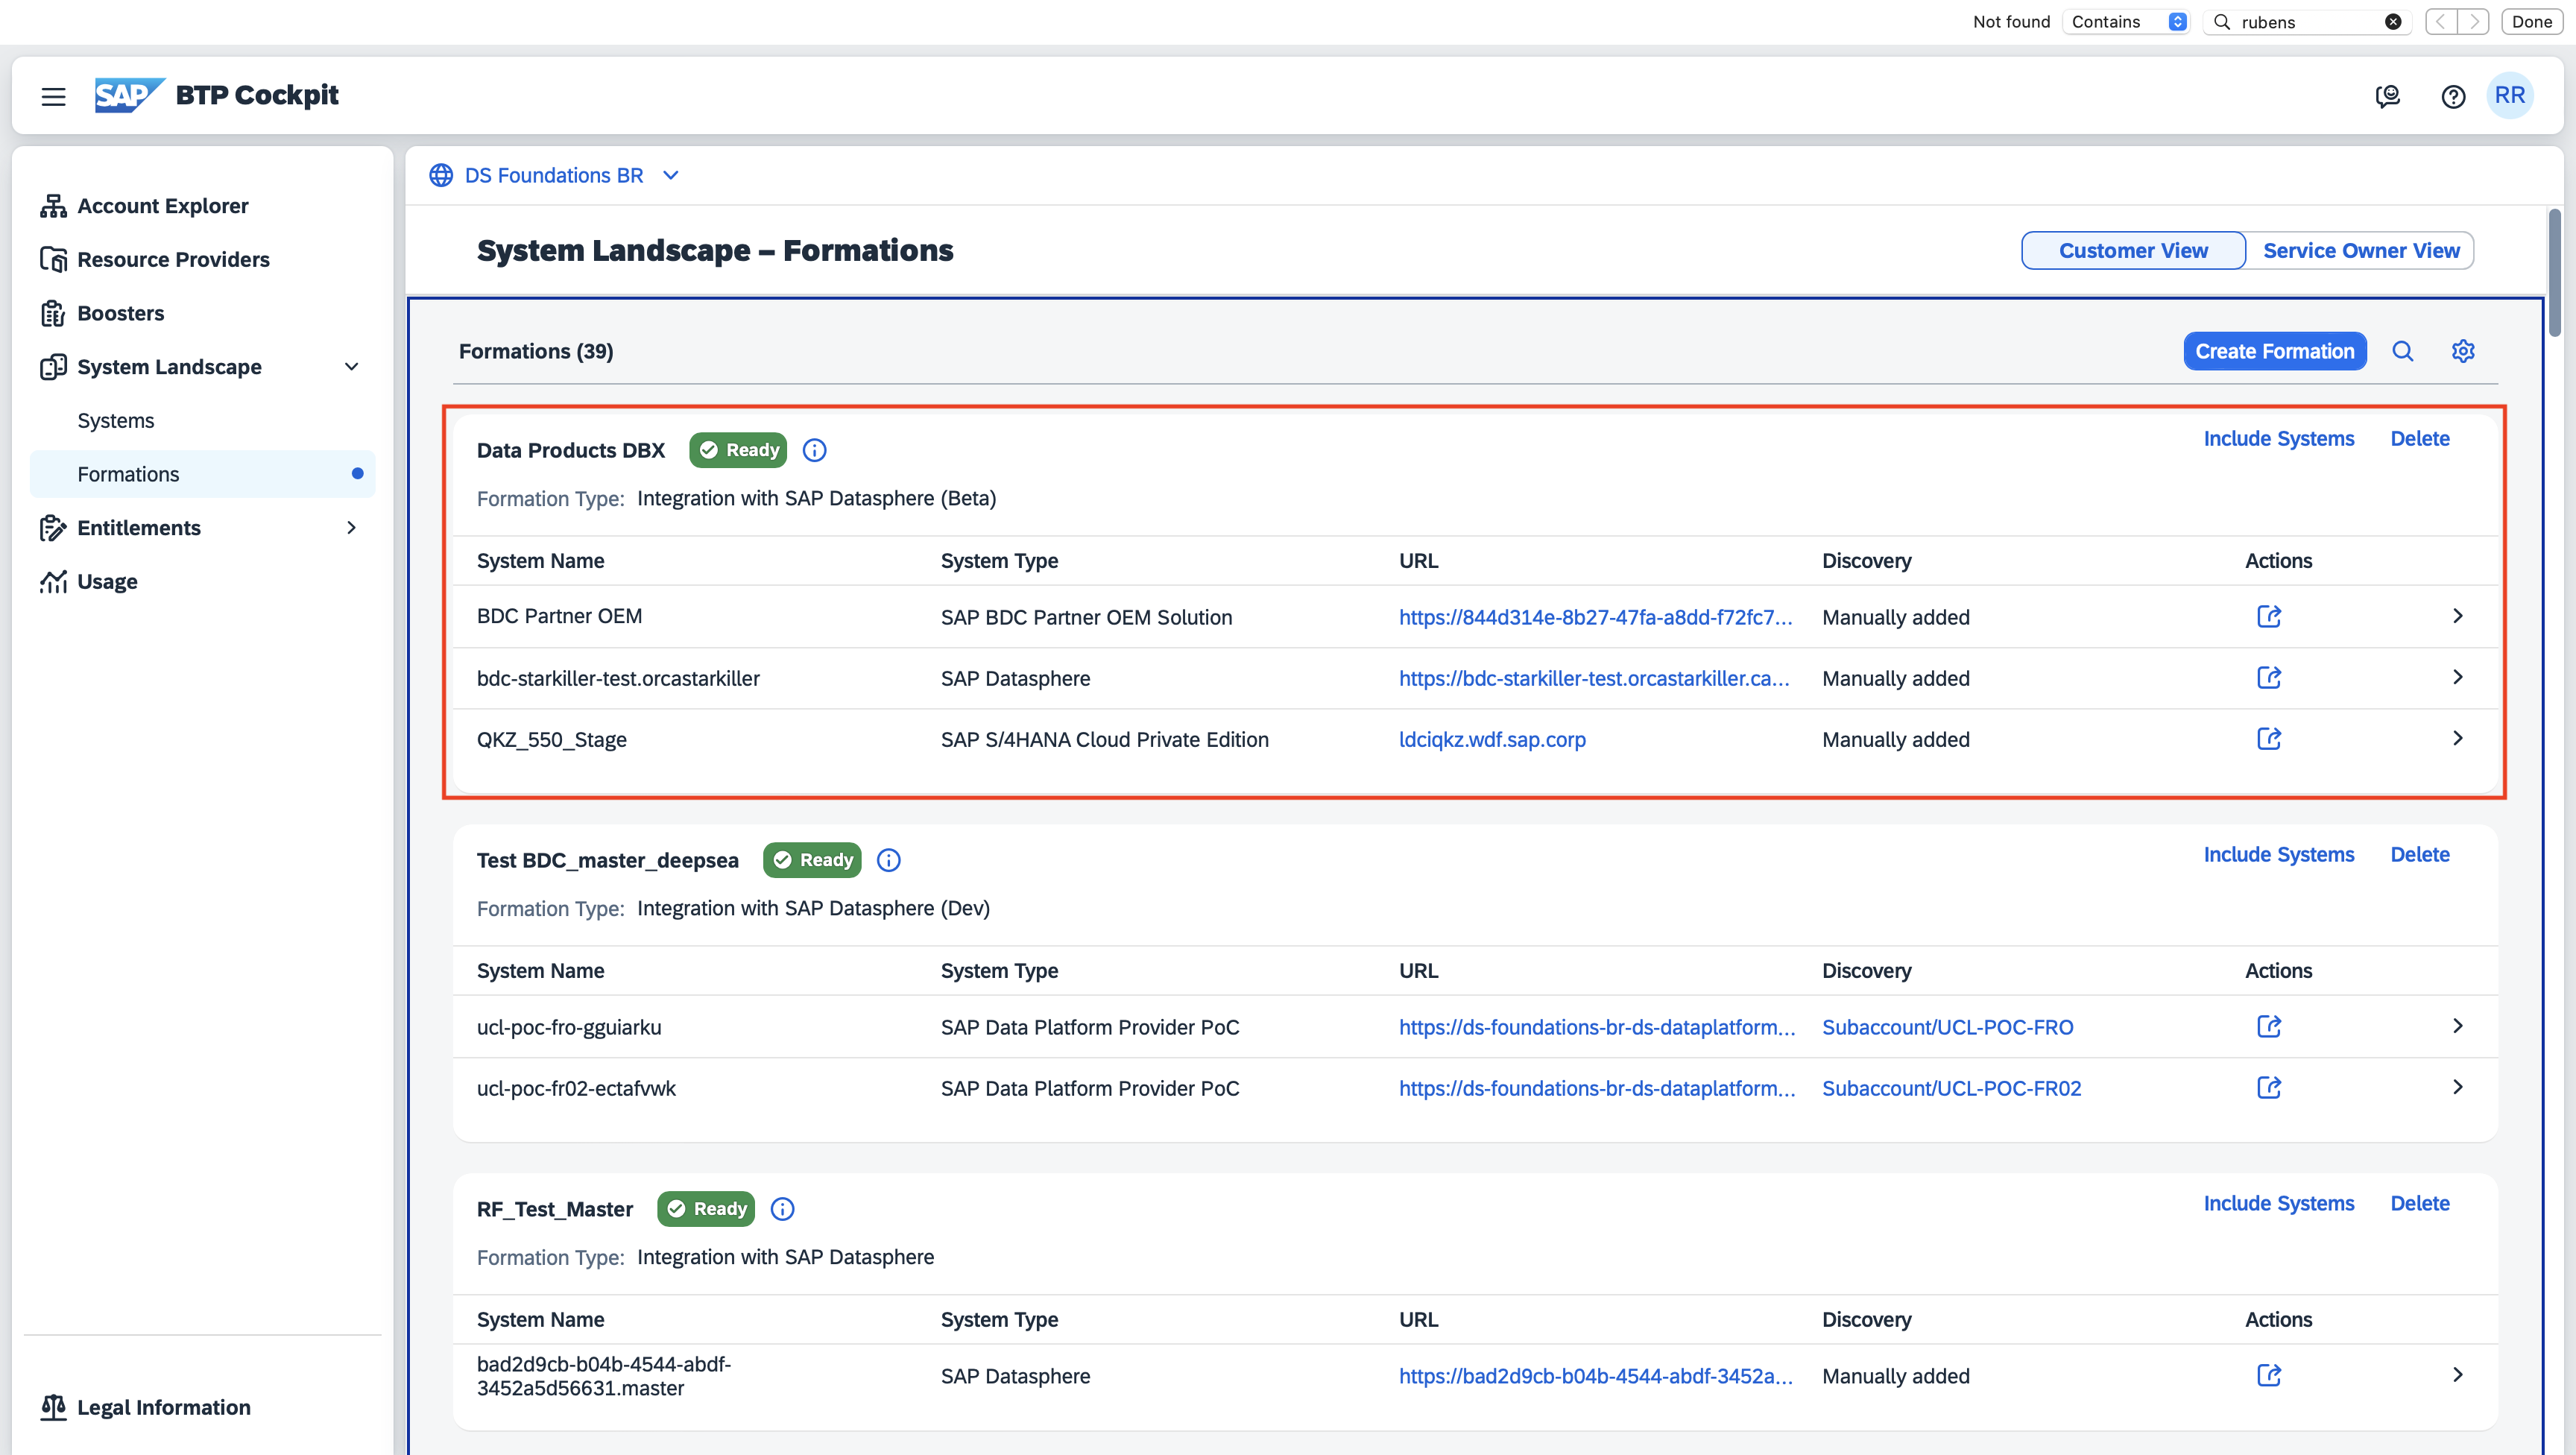 Not found Contains rubens Done
SAP BTP Cockpit RR
Account Explorer
Resource Providers
Boosters
System Landscape
Systems
Formations
Entitlements
Usage
Legal Information
DS Foundations BR
System Landscape – Formations Customer View Service Owner View
Formations (39) Create Formation
Data Products DBX Ready Include Systems Delete
Formation Type: Integration with SAP Datasphere (Beta)
System Name System Type URL Discovery Actions
BDC Partner OEM SAP BDC Partner OEM Solution https://844d314e-8b27-47fa-a8dd-f72fc7... Manually added
bdc-starkiller-test.orcastarkiller SAP Datasphere https://bdc-starkiller-test.orcastarkiller.ca... Manually added
QKZ_550_Stage SAP S/4HANA Cloud Private Edition ldciqkz.wdf.sap.corp Manually added
Test BDC_master_deepsea Ready Include Systems Delete
Formation Type: Integration with SAP Datasphere (Dev)
System Name System Type URL Discovery Actions
ucl-poc-fro-gguiarku SAP Data Platform Provider PoC https://ds-foundations-br-ds-dataplatform... Subaccount/UCL-POC-FRO
ucl-poc-fr02-ectafvwk SAP Data Platform Provider PoC https://ds-foundations-br-ds-dataplatform... Subaccount/UCL-POC-FR02
RF_Test_Master Ready Include Systems Delete
Formation Type: Integration with SAP Datasphere
System Name System Type URL Discovery Actions
bad2d9cb-b04b-4544-abdf-
3452a5d56631.master SAP Datasphere https://bad2d9cb-b04b-4544-abdf-3452a... Manually added